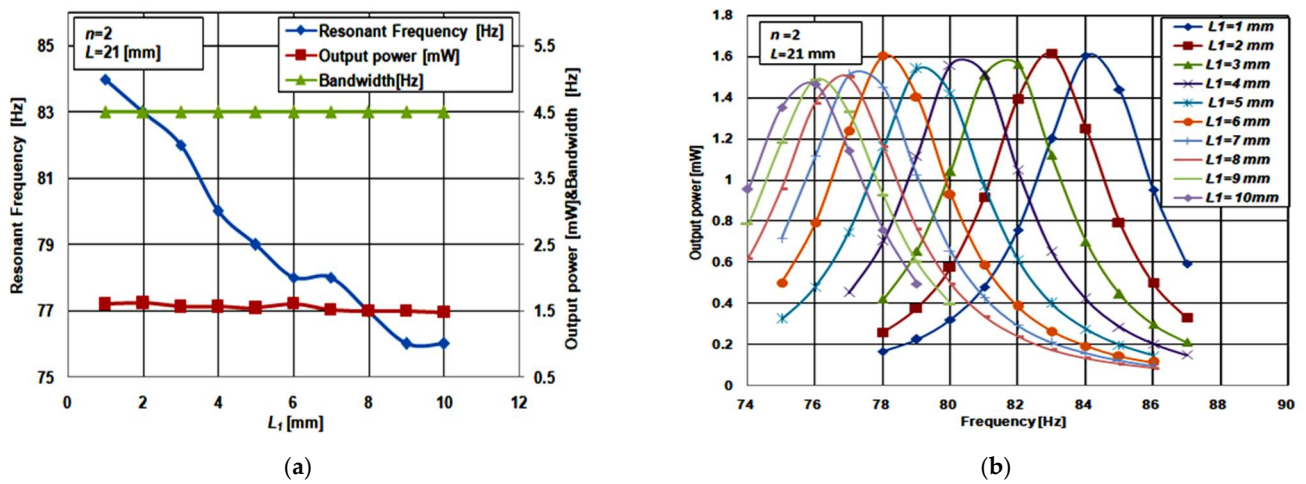 n=2
L=21 [mm]
Resonant Frequency [Hz]
Output power [mW]
Bandwidth[Hz]
Resonant Frequency [Hz]
85
83
81
79
77
75
5.5
4.5
3.5
2.5
1.5
0.5
Output power [mW]&Bandwidth [Hz]
0
2
4
6
8
10
12
L1 [mm]
(a)
n=2
L=21 mm
Output power [mW]
1.8
1.6
1.4
1.2
1
0.8
0.6
0.4
0.2
0
74
76
78
80
82
84
86
88
90
Frequency [Hz]
L1=1 mm
L1=2 mm
L1=3 mm
L1=4 mm
L1=5 mm
L1=6 mm
L1=7 mm
L1=8 mm
L1=9 mm
L1=10mm
(b)